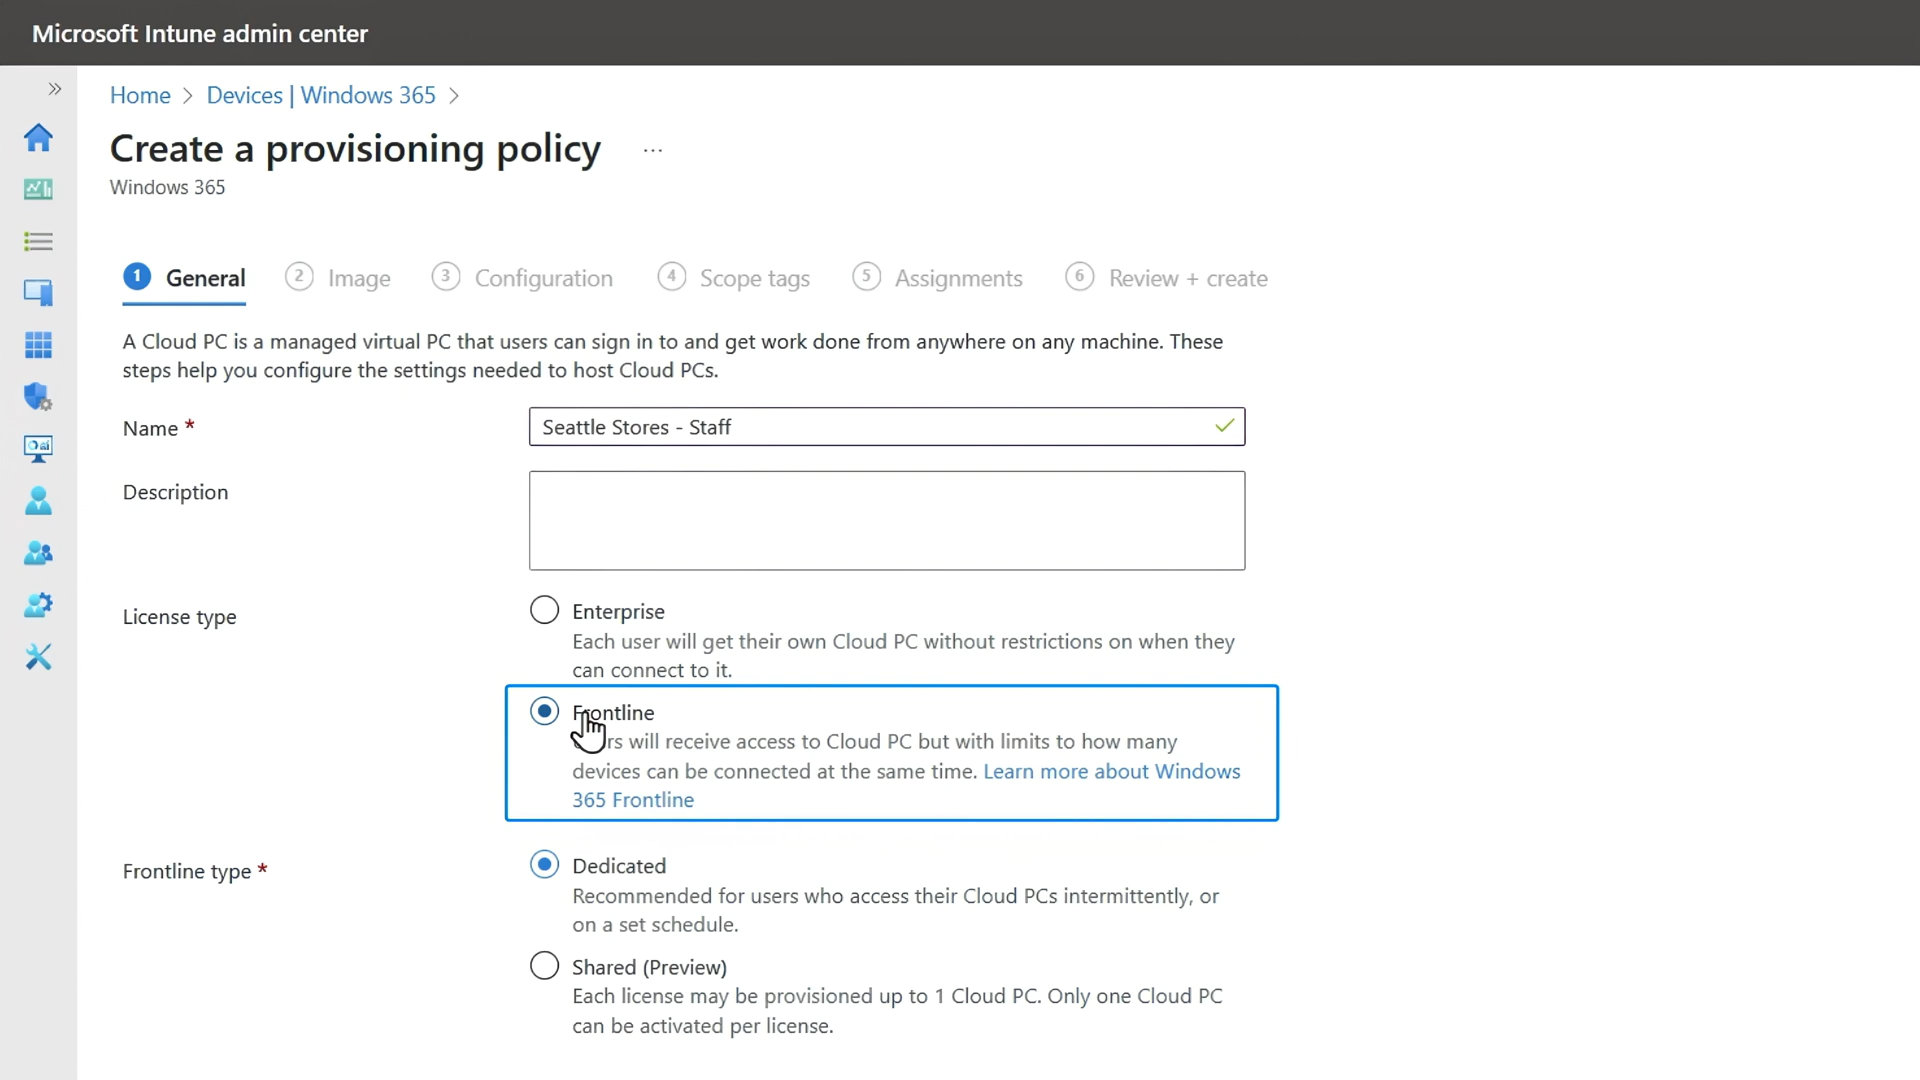 Microsoft Intune admin center
Home > Devices | Windows 365 >
Create a provisioning policy ...
Windows 365
1 General 2 Image 3 Configuration 4 Scope tags 5 Assignments 6 Review + create
A Cloud PC is a managed virtual PC that users can sign in to and get work done from anywhere on any machine. These
steps help you configure the settings needed to host Cloud PCs.
Name *
Seattle Stores - Staff
Description
License type
Enterprise
Each user will get their own Cloud PC without restrictions on when they
can connect to it.
Frontline
will receive access to Cloud PC but with limits to how many
devices can be connected at the same time. Learn more about Windows
365 Frontline
Frontline type *
Dedicated
Recommended for users who access their Cloud PCs intermittently, or
on a set schedule.
Shared (Preview)
Each license may be provisioned up to 1 Cloud PC. Only one Cloud PC
can be activated per license.